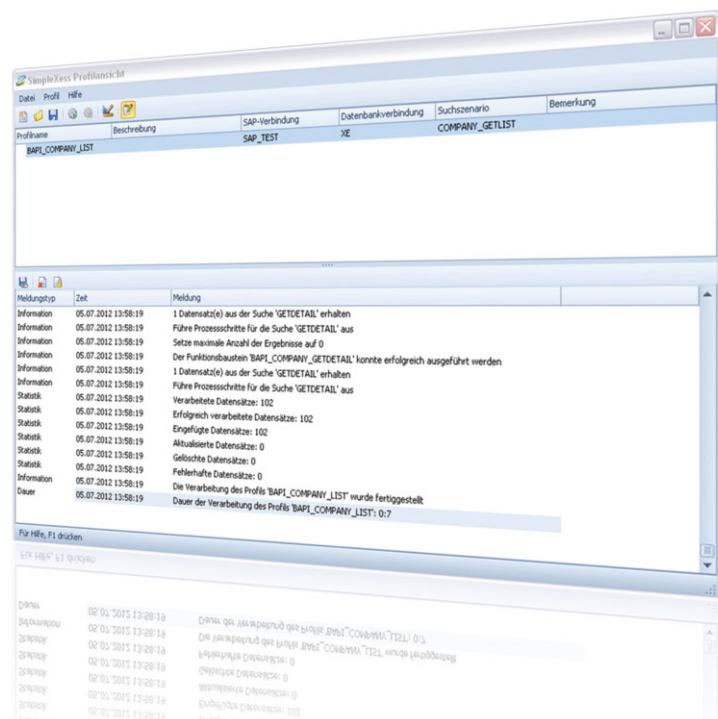 SimpleXess Profilansicht
Datei Profil Hilfe
Profilname Beschreibung SAP-Verbindung Datenbankverbindung Suchszenario Bemerkung
BAPI_COMPANY_LIST SAP_TEST XE COMPANY_GETLIST
Meldungstyp Zeit Meldung
Information 05.07.2012 13:58:19 1 Datensatz(e) aus der Suche 'GETDETAIL' erhalten
Information 05.07.2012 13:58:19 Führe Prozessschritte für die Suche 'GETDETAIL' aus
Information 05.07.2012 13:58:19 Setze maximale Anzahl der Ergebnisse auf 0
Information 05.07.2012 13:58:19 Der Funktionsbaustein 'BAPI_COMPANY_GETDETAIL' konnte erfolgreich ausgeführt werden
Information 05.07.2012 13:58:19 1 Datensatz(e) aus der Suche 'GETDETAIL' erhalten
Information 05.07.2012 13:58:19 Führe Prozessschritte für die Suche 'GETDETAIL' aus
Statistik 05.07.2012 13:58:19 Verarbeitete Datensätze: 102
Statistik 05.07.2012 13:58:19 Erfolgreich verarbeitete Datensätze: 102
Statistik 05.07.2012 13:58:19 Eingefügte Datensätze: 102
Statistik 05.07.2012 13:58:19 Aktualisierte Datensätze: 0
Statistik 05.07.2012 13:58:19 Gelöschte Datensätze: 0
Statistik 05.07.2012 13:58:19 Fehlerhafte Datensätze: 0
Information 05.07.2012 13:58:19 Die Verarbeitung des Profils 'BAPI_COMPANY_LIST' wurde fertiggestellt
Dauer 05.07.2012 13:58:19 Dauer der Verarbeitung des Profils 'BAPI_COMPANY_LIST': 0:7
Für Hilfe, F1 drücken